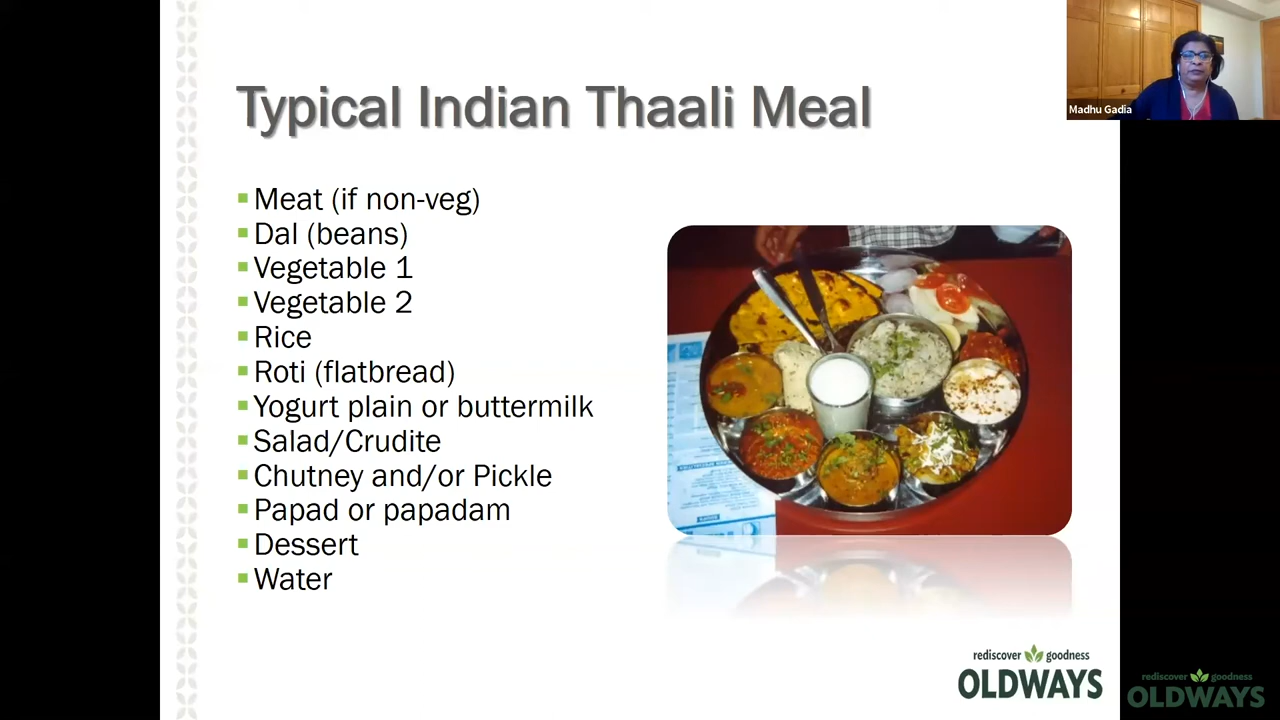 Typical Indian Thaali Meal
Meat (if non-veg)
Dal (beans)
Vegetable 1
Vegetable 2
Rice
Roti (flatbread)
Yogurt plain or buttermilk
Salad/Crudite
Chutney and/or Pickle
Papad or papadam
Dessert
Water
Madhu Gadia
rediscover goodness
OLDWAYS
rediscover goodness
OLDWAYS